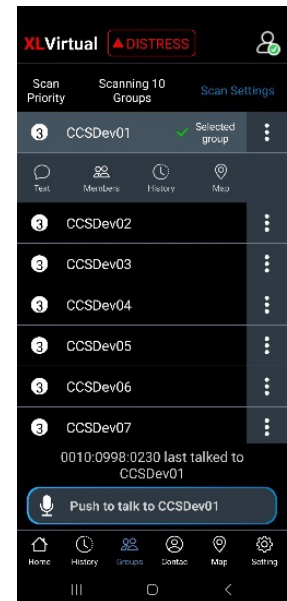 XLVirtual ▲DISTRESS
Scan Priority
Scanning 10 Groups
Scan Settings
3 CCSDev01 Selected group
Text Members History Map
3 CCSDev02
3 CCSDev03
3 CCSDev04
3 CCSDev05
3 CCSDev06
3 CCSDev07
0010:0998:0230 last talked to
CCSDev01
Push to talk to CCSDev01
Home History Groups Contac Map Setting